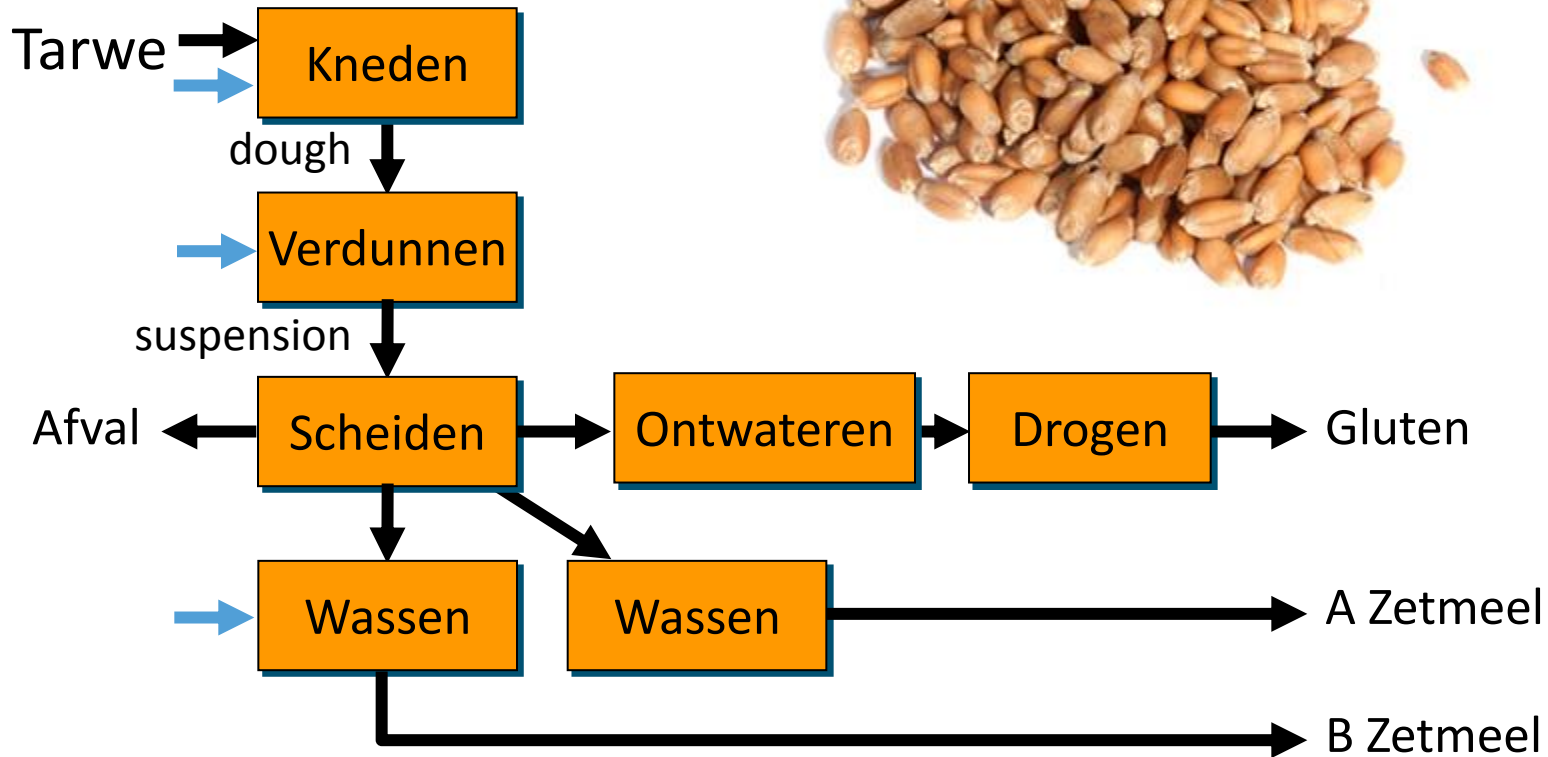 Tarwe
Kneden
dough
Verdunnen
suspension
Afval
Scheiden
Ontwateren
Drogen
Gluten
Wassen
Wassen
A Zetmeel
B Zetmeel